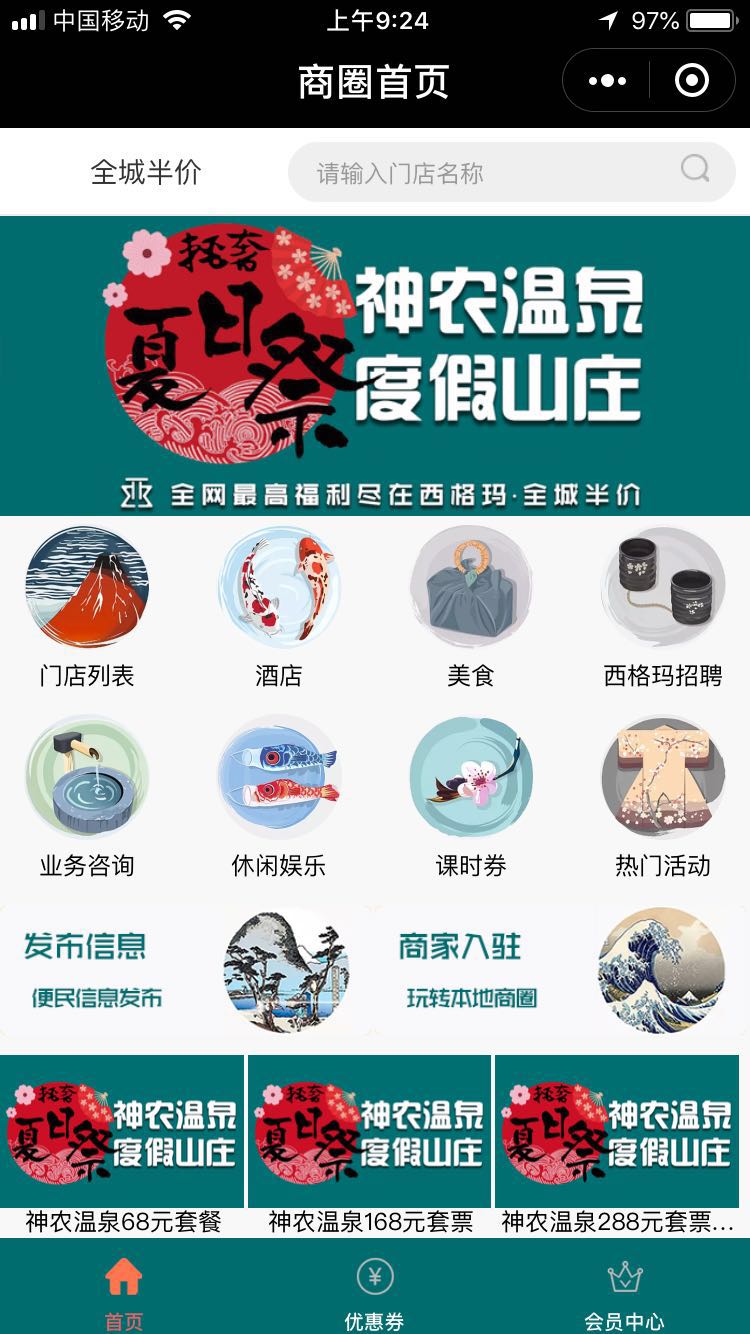 中国移动
上午9:24
97%
商圈首页
全城半价
请输入门店名称
耗奢
夏日祭
神农温泉
度假山庄
全网最高福利尽在西格玛·全城半价
门店列表
酒店
美食
西格玛招聘
业务咨询
休闲娱乐
课时券
热门活动
发布信息
便民信息发布
商家入驻
玩转本地商圈
耗奢
夏日祭
神农温泉
度假山庄
耗奢
夏日祭
神农温泉
度假山庄
耗奢
夏日祭
神农温泉
度假山庄
神农温泉68元套餐
神农温泉168元套票
神农温泉288元套票...
首页
优惠券
会员中心